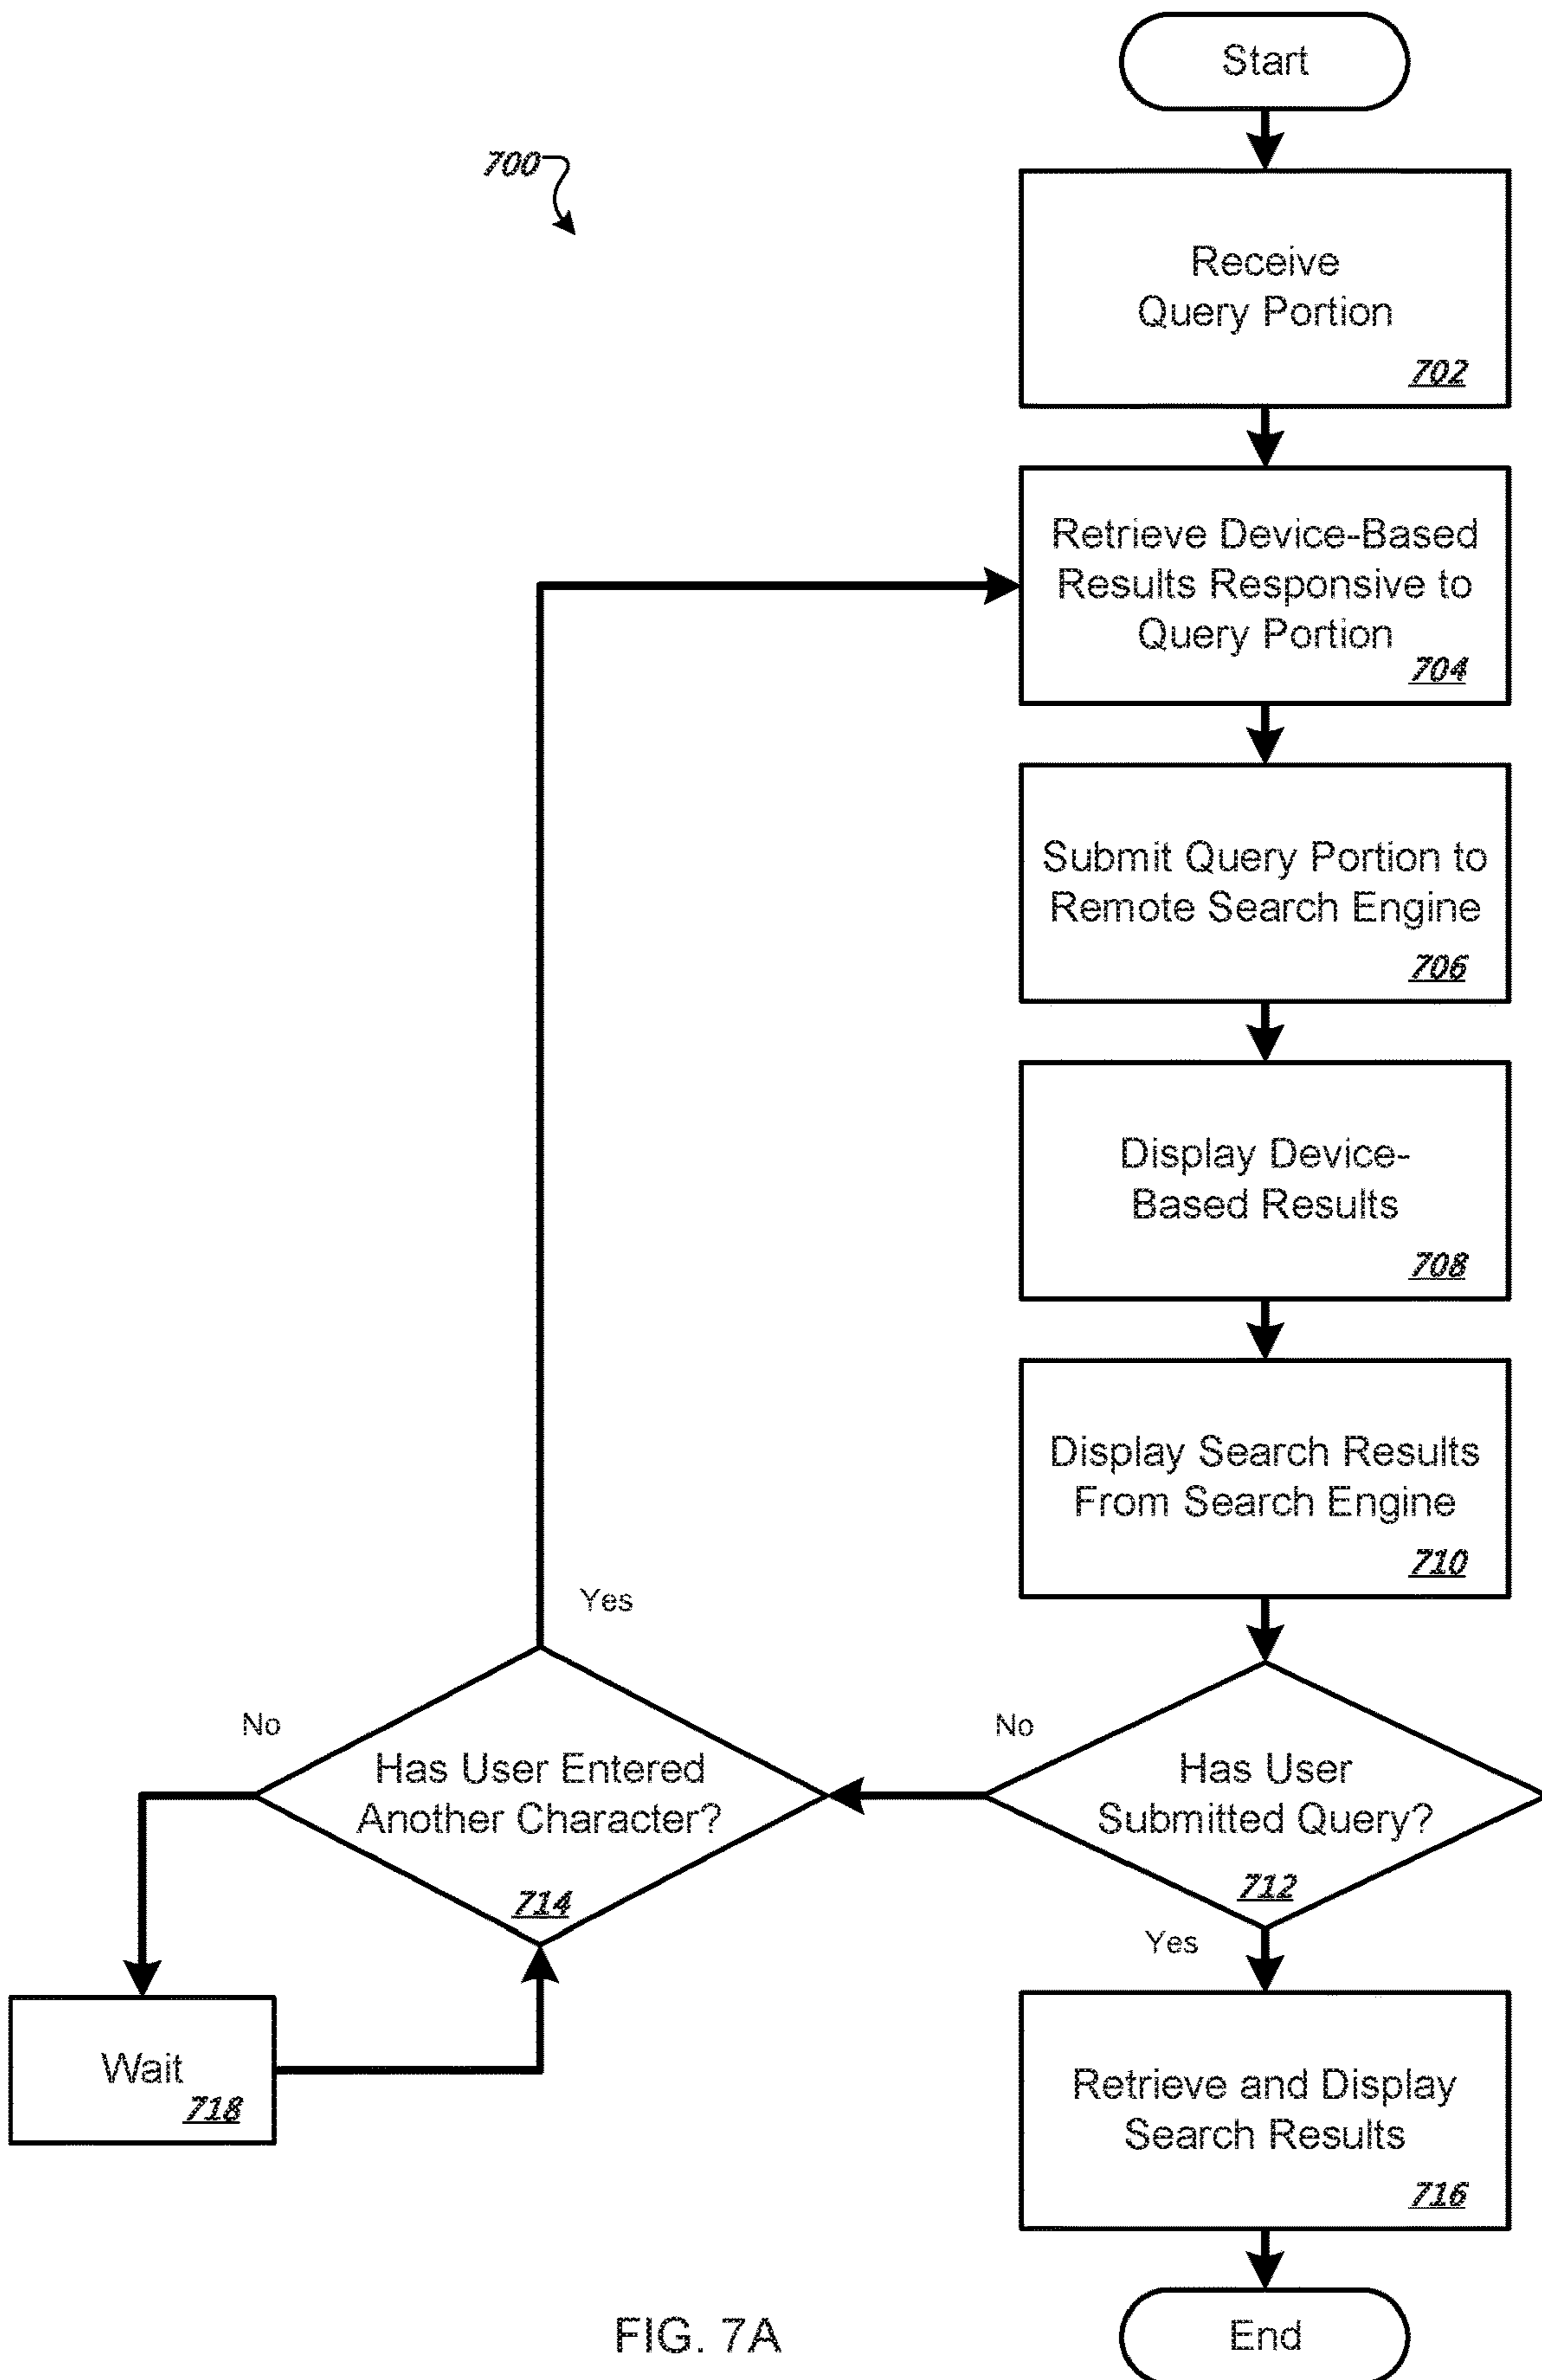 Start
700
Receive
Query Portion
702
Retrieve Device-Based
Results Responsive to
Query Portion
704
Submit Query Portion to
Remote Search Engine
706
Display Device-
Based Results
708
Display Search Results
From Search Engine
710
Yes
No
Has User Entered
Another Character?
714
No
Has User
Submitted Query?
712
Yes
Wait
718
Retrieve and Display
Search Results
716
End
FIG. 7A